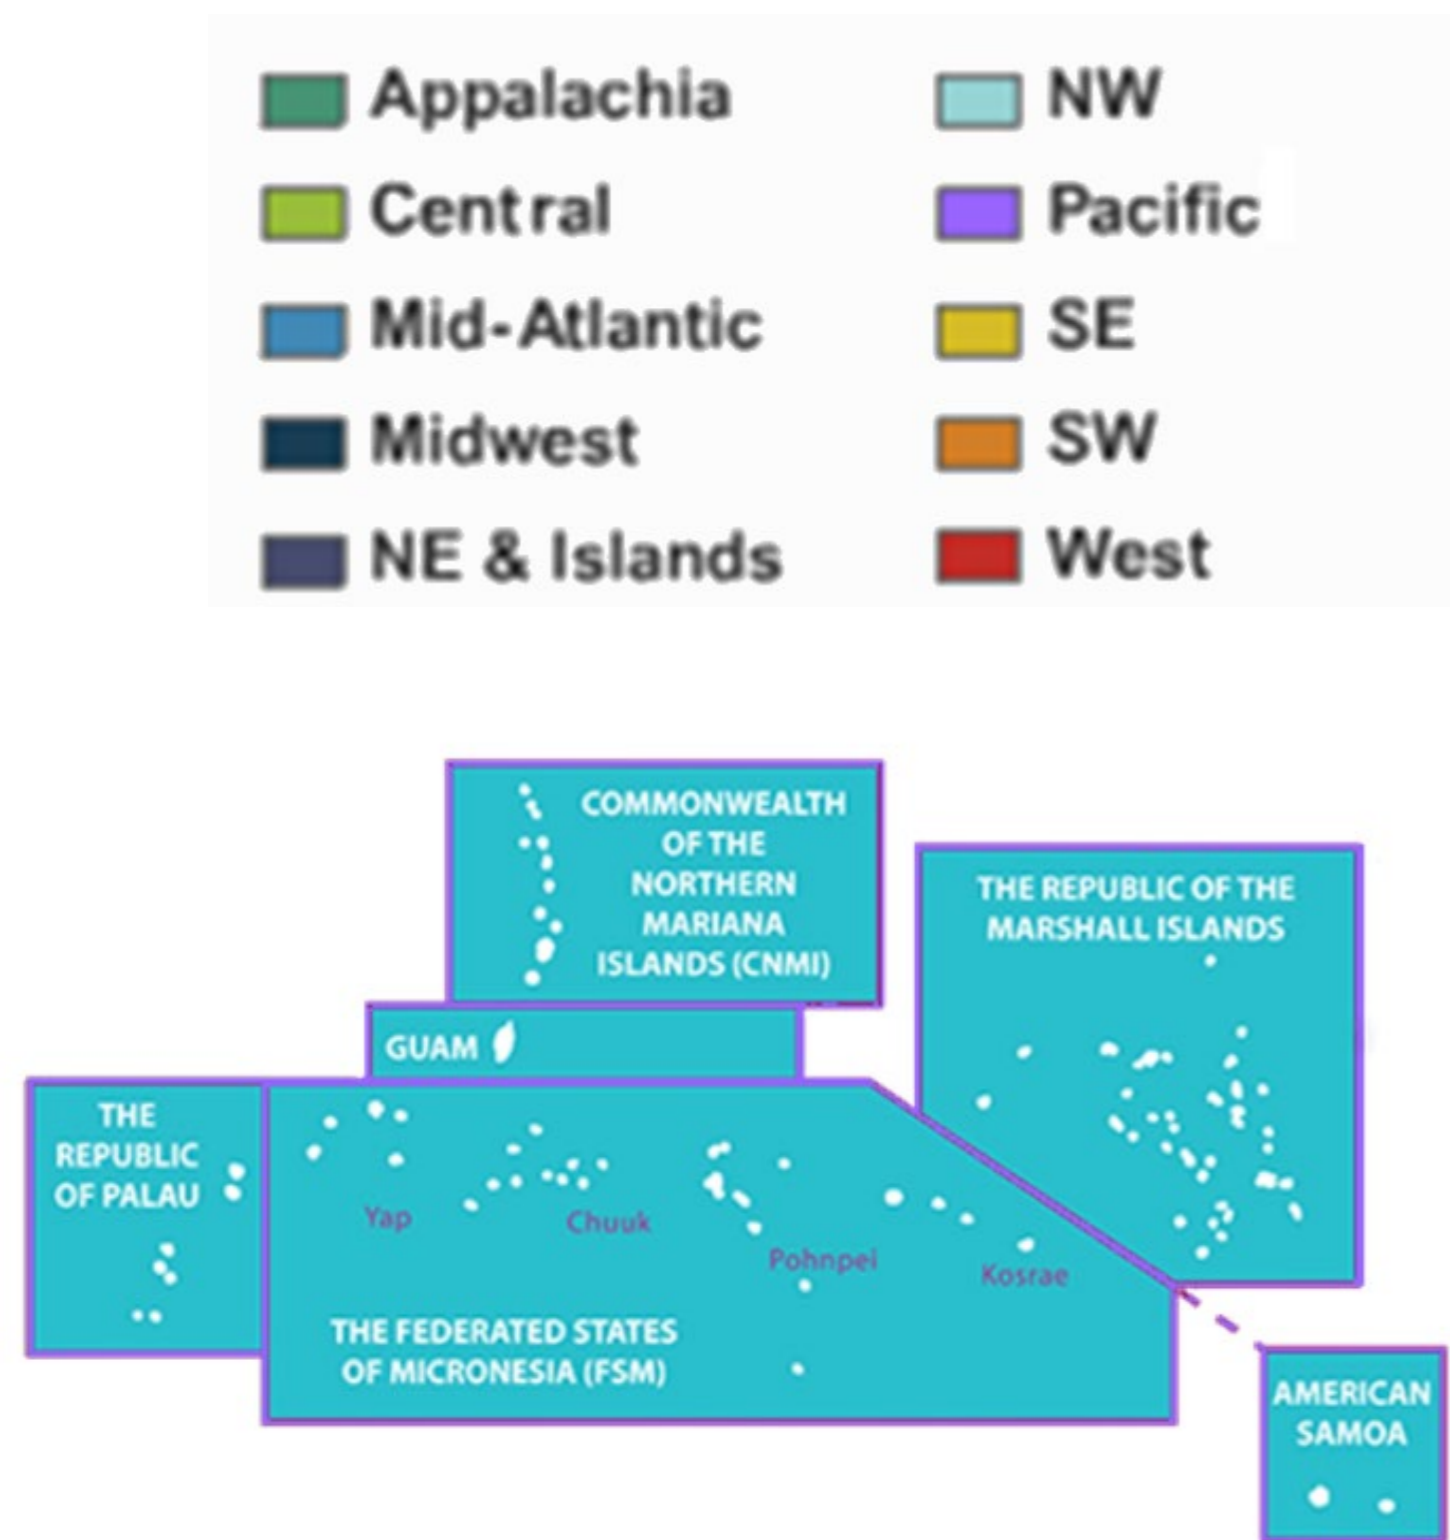 Appalachia
Central
Mid-Atlantic
Midwest
NE & Islands
NW
Pacific
SE
SW
West
COMMONWEALTH
OF THE
NORTHERN
MARIANA
ISLANDS (CNMI)
THE REPUBLIC OF THE
MARSHALL ISLANDS
GUAM
THE
REPUBLIC
OF PALAU
Yap
Chuuk
Pohnpei
Kosrae
THE FEDERATED STATES
OF MICRONESIA (FSM)
AMERICAN
SAMOA